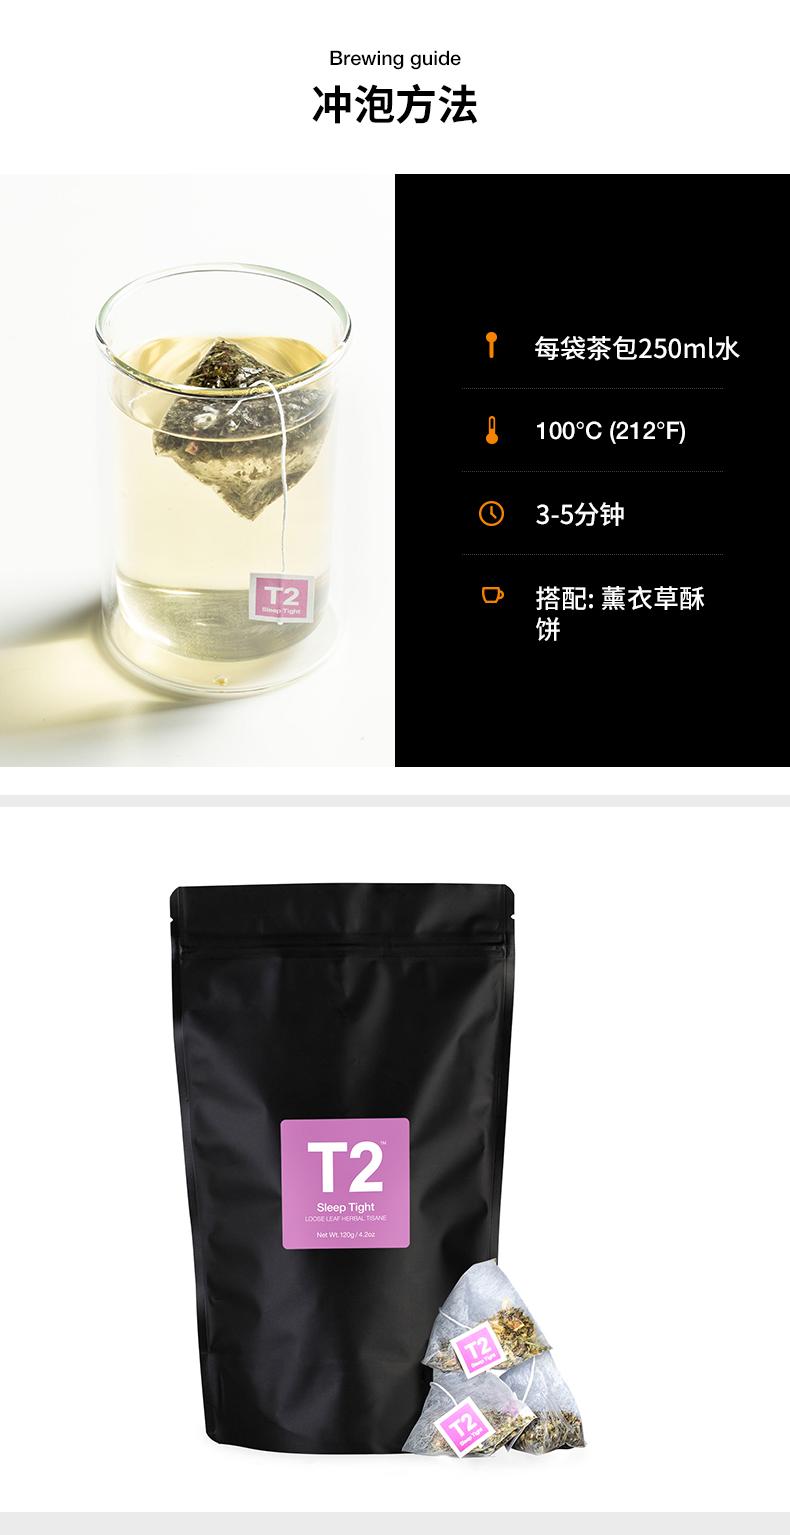 Brewing guide
冲泡方法
每袋茶包250ml水
100°C (212°F)
3-5分钟
搭配: 薰衣草酥
饼
T2
Sleep Tight
T2™
Sleep Tight
LOOSE LEAF HERBAL TISANE
Net Wt. 120g / 4.2oz
T2
Sleep Tight
T2
Sleep Tight